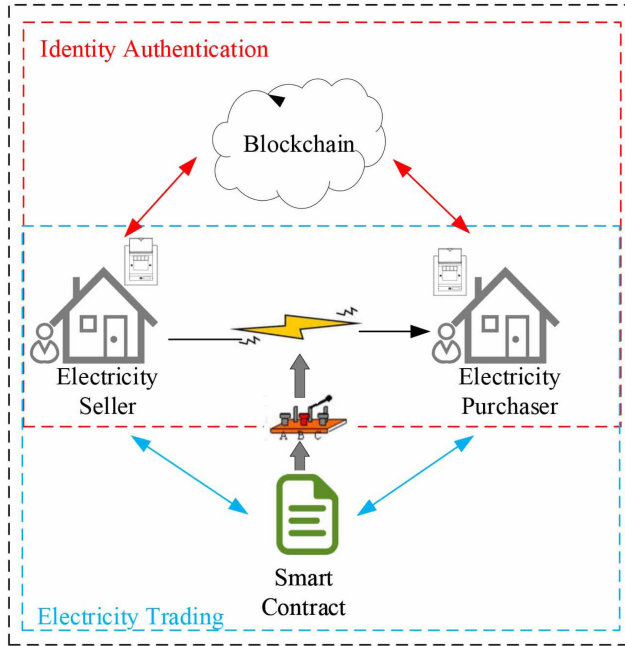 Identity Authentication
Blockchain
Electricity
Seller
Electricity
Purchaser
A B C
Smart
Contract
Electricity Trading